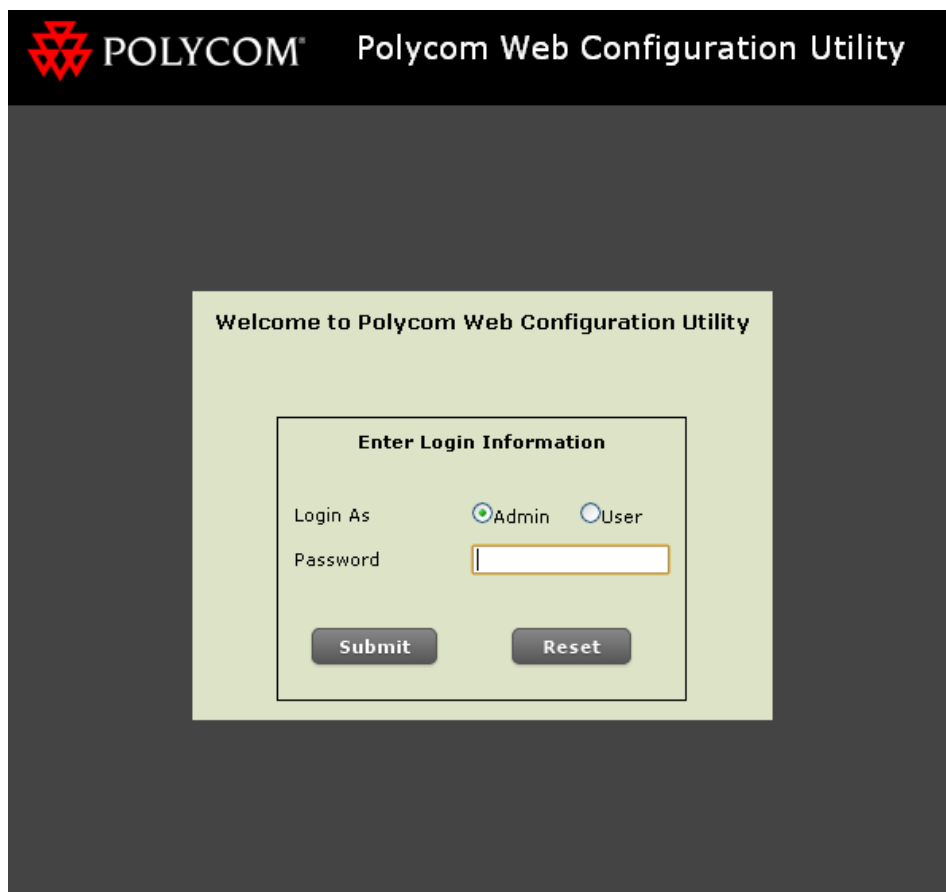 POLYCOM® Polycom Web Configuration Utility
Welcome to Polycom Web Configuration Utility
Enter Login Information
Login As Admin User
Password
Submit Reset